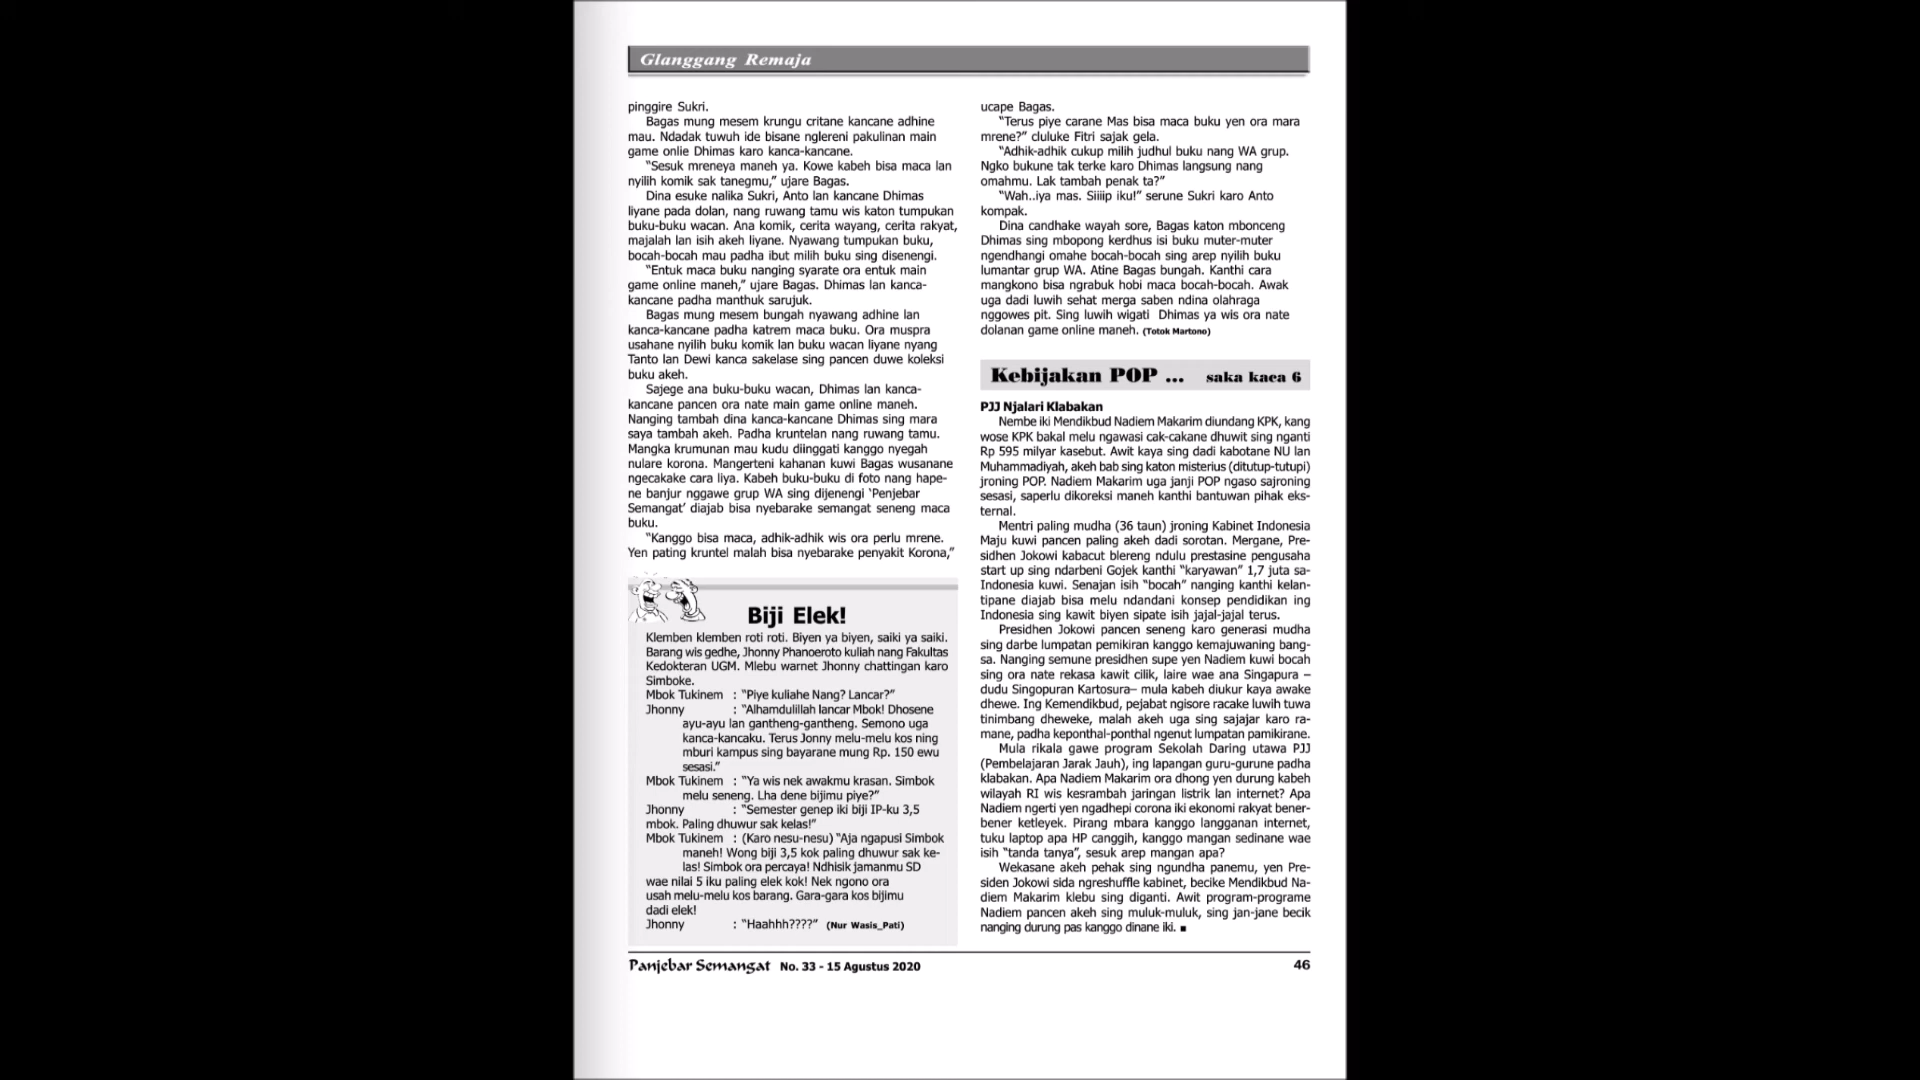 Glanggang Remaja
pinggire Sukri.
Bagas mung mesem krungu critane kancane adhine
mau. Ndadak tuwuh ide bisane nglereni pakulinan main
game onlie Dhimas karo kanca-kancane.
“Sesuk mreneya maneh ya. Kowe kabeh bisa maca lan
nyilih komik sak tanegmu,” ujare Bagas.
Dina esuke nalika Sukri, Anto lan kancane Dhimas
liyane pada dolan, nang ruwang tamu wis katon tumpukan
buku-buku wacan. Ana komik, cerita wayang, cerita rakyat,
majalah lan isih akeh liyane. Nyawang tumpukan buku,
bocah-bocah mau padha ibut milih buku sing disenengi.
“Entuk maca buku nanging syarate ora entuk main
game online maneh,” ujare Bagas. Dhimas lan kanca-
kancane padha manthuk sarujuk.
Bagas mung mesem bungah nyawang adhine lan
kanca-kancane padha katrem maca buku. Ora muspra
usahane nyilih buku komik lan buku wacan liyane nyang
Tanto lan Dewi kanca sakelase sing pancen duwe koleksi
buku akeh.
Sajege ana buku-buku wacan, Dhimas lan kanca-
kancane pancen ora nate main game online maneh.
Nanging tambah dina kanca-kancane Dhimas sing mara
saya tambah akeh. Padha kruntelan nang ruwang tamu.
Mangka krumunan mau kudu diinggati kanggo nyegah
nulare korona. Mangerteni kahanan kuwi Bagas wusanane
ngecakake cara liya. Kabeh buku-buku di foto nang hape-
ne banjur nggawe grup WA sing dijenengi ‘Penjebar
Semangat’ diajab bisa nyebarake semangat seneng maca
buku.
“Kanggo bisa maca, adhik-adhik wis ora perlu mrene.
Yen pating kruntel malah bisa nyebarake penyakit Korona,”
Biji Elek!
Klemben klemben roti roti. Biyen ya biyen, saiki ya saiki.
Barang wis gedhe, Jhonny Phanoeroto kuliah nang Fakultas
Kedokteran UGM. Mlebu warnet Jhonny chattingan karo
Simboke.
Mbok Tukinem : “Piye kuliahe Nang? Lancar?”
Jhonny : “Alhamdulillah lancar Mbok! Dhosene
ayu-ayu lan gantheng-gantheng. Semono uga
kanca-kancaku. Terus Jonny melu-melu kos ning
mburi kampus sing bayarane mung Rp. 150 ewu
sesasi.”
Mbok Tukinem : “Ya wis nek awakmu krasan. Simbok
melu seneng. Lha dene bijimu piye?”
Jhonny : “Semester genep iki biji IP-ku 3,5
mbok. Paling dhuwur sak kelas!”
Mbok Tukinem : (Karo nesu-nesu) “Aja ngapusi Simbok
maneh! Wong biji 3,5 kok paling dhuwur sak ke-
las! Simbok ora percaya! Ndhisik jamanmu SD
wae nilai 5 iku paling elek kok! Nek ngono ora
usah melu-melu kos barang. Gara-gara kos bijimu
dadi elek!
Jhonny : “Haahhh????” (Nur Wasis_Pati)
ucape Bagas.
“Terus piye carane Mas bisa maca buku yen ora mara
mrene?” cluluke Fitri sajak gela.
“Adhik-adhik cukup milih judhul buku nang WA grup.
Ngko bukune tak terke karo Dhimas langsung nang
omahmu. Lak tambah penak ta?”
“Wah..iya mas. Siiiip iku!” serune Sukri karo Anto
kompak.
Dina candhake wayah sore, Bagas katon mbonceng
Dhimas sing mbopong kerdhus isi buku muter-muter
ngendhangi omahe bocah-bocah sing arep nyilih buku
lumantar grup WA. Atine Bagas bungah. Kanthi cara
mangkono bisa ngrabuk hobi maca bocah-bocah. Awak
uga dadi luwih sehat merga saben ndina olahraga
nggowes pit. Sing luwih wigati Dhimas ya wis ora nate
dolanan game online maneh. (Totok Martono)
Kebijakan POP ... saka kaca 6
PJJ Njalari Klabakan
Nembe iki Mendikbud Nadiem Makarim diundang KPK, kang
wose KPK bakal melu ngawasi cak-cakane dhuwit sing nganti
Rp 595 milyar kasebut. Awit kaya sing dadi kabotane NU lan
Muhammadiyah, akeh bab sing katon misterius (ditutup-tutupi)
jroning POP. Nadiem Makarim uga janji POP ngaso sajroning
sesasi, saperlu dikoreksi maneh kanthi bantuwan pihak eks-
ternal.
Mentri paling mudha (36 taun) jroning Kabinet Indonesia
Maju kuwi pancen paling akeh dadi sorotan. Mergane, Pre-
sidhen Jokowi kabacut blereng ndulu prestasine pengusaha
start up sing ndarbeni Gojek kanthi “karyawan” 1,7 juta sa-
Indonesia kuwi. Senajan isih “bocah” nanging kanthi kelan-
tipane diajab bisa melu ndandani konsep pendidikan ing
Indonesia sing kawit biyen sipate isih jajal-jajal terus.
Presidhen Jokowi pancen seneng karo generasi mudha
sing darbe lumpatan pemikiran kanggo kemajuwaning bang-
sa. Nanging semune presidhen supe yen Nadiem kuwi bocah
sing ora nate rekasa kawit cilik, laire wae ana Singapura –
dudu Singopuran Kartosura– mula kabeh diukur kaya awake
dhewe. Ing Kemendikbud, pejabat ngisore racake luwih tuwa
tinimbang dheweke, malah akeh uga sing sajajar karo ra-
mane, padha keponthal-ponthal ngenut lumpatan pamikirane.
Mula rikala gawe program Sekolah Daring utawa PJJ
(Pembelajaran Jarak Jauh), ing lapangan guru-gurune padha
klabakan. Apa Nadiem Makarim ora dhong yen durung kabeh
wilayah RI wis kesrambah jaringan listrik lan internet? Apa
Nadiem ngerti yen ngadhepi corona iki ekonomi rakyat bener-
bener ketleyek. Pirang mbara kanggo langganan internet,
tuku laptop apa HP canggih, kanggo mangan sedinane wae
isih “tanda tanya”, sesuk arep mangan apa?
Wekasane akeh pehak sing ngundha panemu, yen Pre-
siden Jokowi sida ngreshuffle kabinet, becike Mendikbud Na-
diem Makarim klebu sing diganti. Awit program-programe
Nadiem pancen akeh sing muluk-muluk, sing jan-jane becik
nanging durung pas kanggo dinane iki. ■
Panjebar Semangat No. 33 - 15 Agustus 2020
46